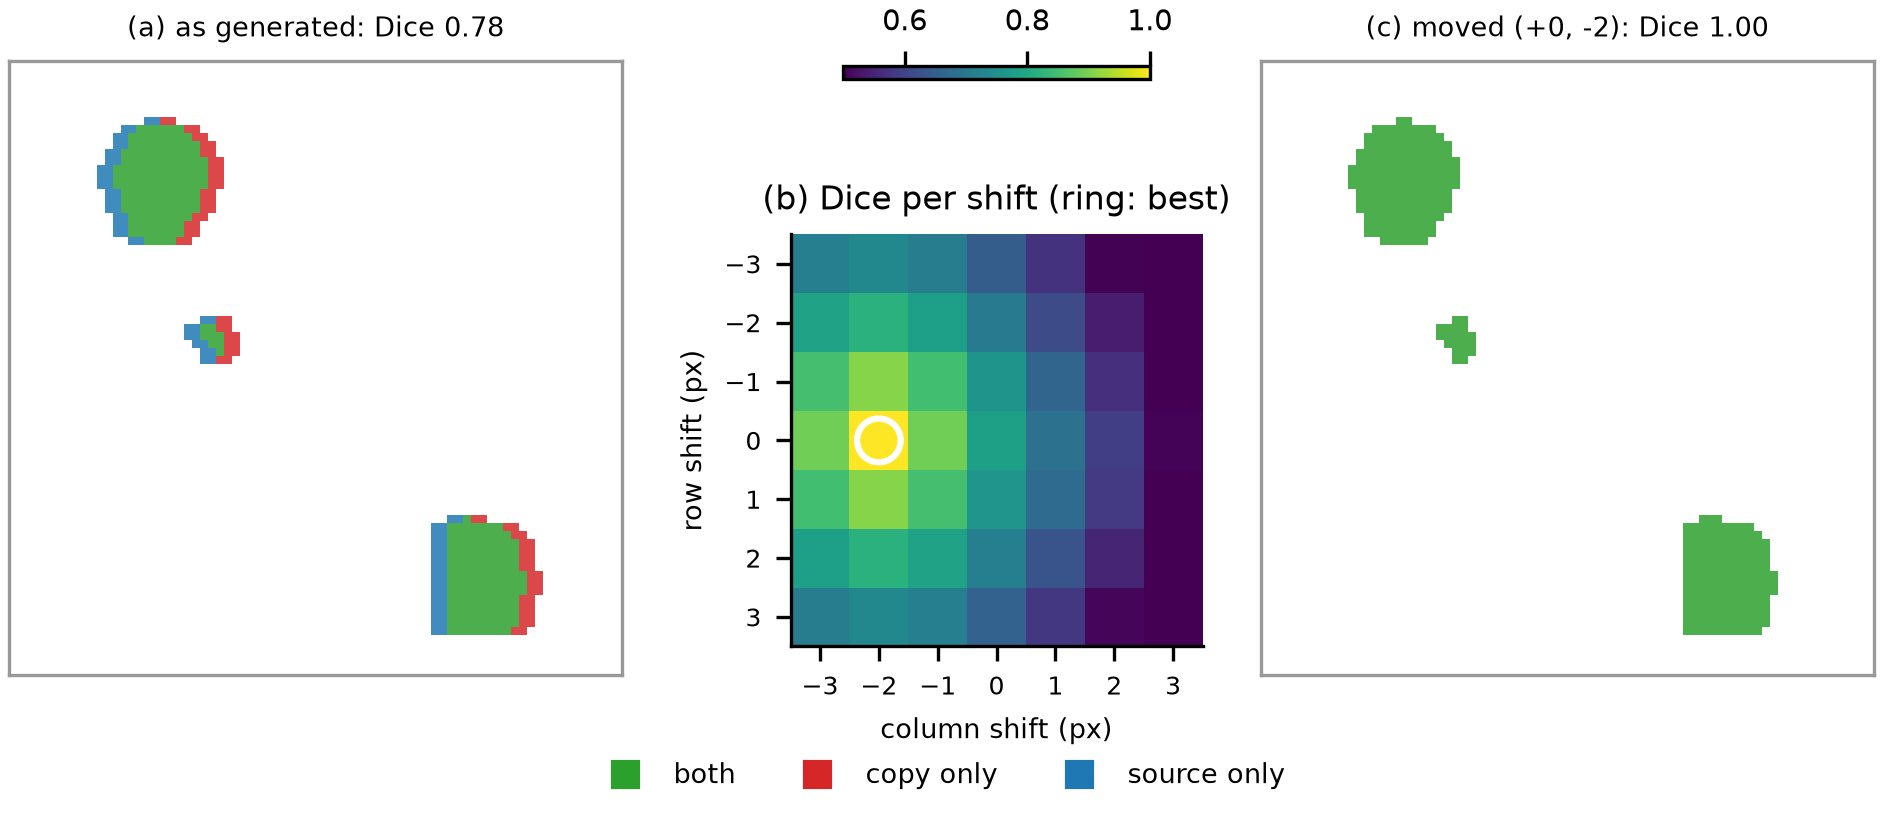 (a) as generated: Dice 0.78
0.6 0.8 1.0
(b) Dice per shift (ring: best)
row shift (px)
−3
−2
−1
0
1
2
3
−3 −2 −1 0 1 2 3
column shift (px)
(c) moved (+0, -2): Dice 1.00
both copy only source only